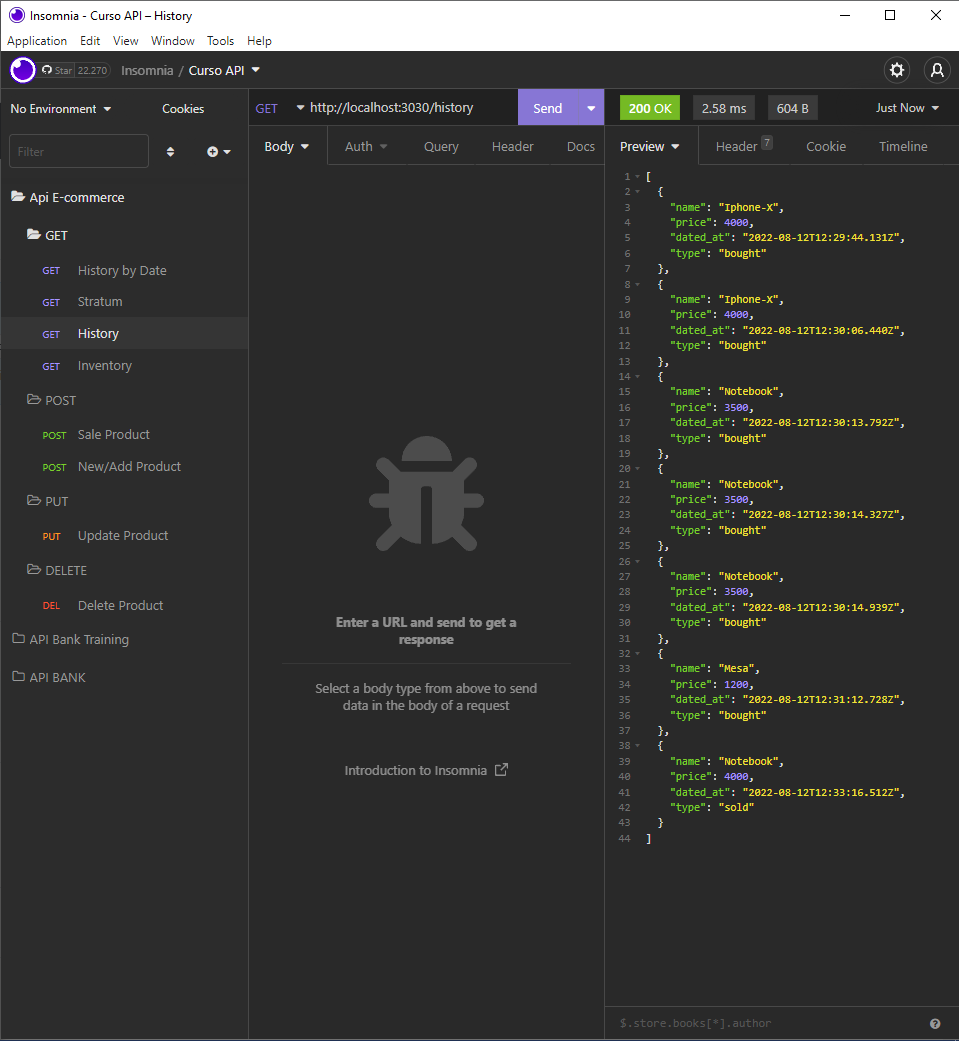 Insomnia - Curso API – History
Application Edit View Window Tools Help
Star 22.270 Insomnia / Curso API
No Environment Cookies
Filter
Api E-commerce
GET
GET History by Date
GET Stratum
GET History
GET Inventory
POST
POST Sale Product
POST New/Add Product
PUT
PUT Update Product
DELETE
DEL Delete Product
API Bank Training
API BANK
GET http://localhost:3030/history Send
Body Auth Query Header Docs
Enter a URL and send to get a
response
Select a body type from above to send
data in the body of a request
Introduction to Insomnia
200 OK 2.58 ms 604 B Just Now
Preview Header 7 Cookie Timeline
1 [
2 {
3 "name": "Iphone-X",
4 "price": 4000,
5 "dated_at": "2022-08-12T12:29:44.131Z",
6 "type": "bought"
7 },
8 {
9 "name": "Iphone-X",
10 "price": 4000,
11 "dated_at": "2022-08-12T12:30:06.440Z",
12 "type": "bought"
13 },
14 {
15 "name": "Notebook",
16 "price": 3500,
17 "dated_at": "2022-08-12T12:30:13.792Z",
18 "type": "bought"
19 },
20 {
21 "name": "Notebook",
22 "price": 3500,
23 "dated_at": "2022-08-12T12:30:14.327Z",
24 "type": "bought"
25 },
26 {
27 "name": "Notebook",
28 "price": 3500,
29 "dated_at": "2022-08-12T12:30:14.939Z",
30 "type": "bought"
31 },
32 {
33 "name": "Mesa",
34 "price": 1200,
35 "dated_at": "2022-08-12T12:31:12.728Z",
36 "type": "bought"
37 },
38 {
39 "name": "Notebook",
40 "price": 4000,
41 "dated_at": "2022-08-12T12:33:16.512Z",
42 "type": "sold"
43 }
44 ]
$.store.books[*].author